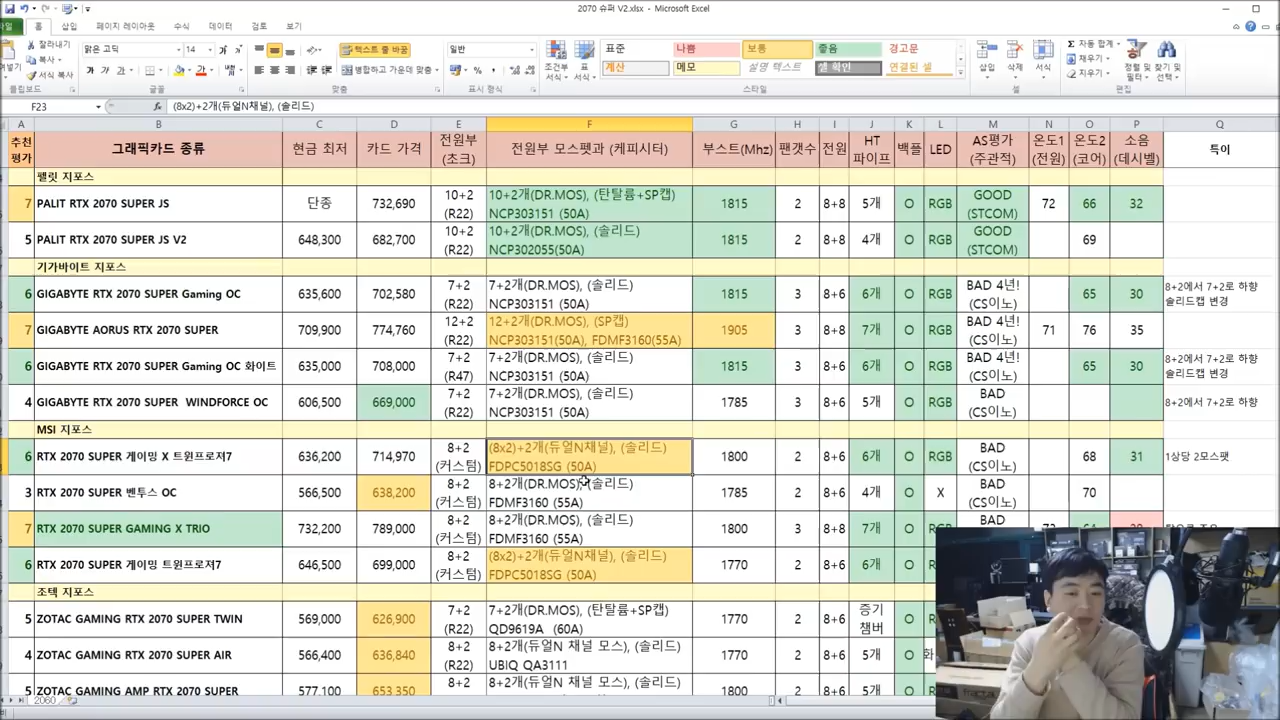 2070 슈퍼 V2.xlsx - Microsoft Excel
파일 홈 삽입 페이지 레이아웃 수식 데이터 검토 보기
잘라내기
복사
서식 복사
붙여넣기
클립보드
맑은 고딕 14
가 가 가
글꼴
텍스트 줄 바꿈
병합하고 가운데 맞춤
맞춤
일반
표시 형식
조건부 서식 표 서식
표준 나쁨 보통 좋음 경고문
계산 메모 설명 텍스트 셀 확인 연결된 셀
스타일
삽입 삭제 서식
셀
자동 합계
채우기
지우기
정렬 및 필터 찾기 및 선택
편집
F23 fx (8x2)+2개(듀얼N채널), (솔리드)
A B C D E F G H I J K L M N O P Q
추천 평가 그래픽카드 종류 현금 최저 카드 가격 전원부 (초크) 전원부 모스펫과 (케피시터) 부스트(Mhz) 팬갯수 전원 HT 파이프 백플 LED AS평가 (주관적) 온도1 (전원) 온도2 (코어) 소음 (데시벨) 특이
팰릿 지포스
7 PALIT RTX 2070 SUPER JS 단종 732,690 10+2 (R22) 10+2개(DR.MOS), (탄탈륨+SP캡) NCP303151 (50A) 1815 2 8+8 5개 O RGB GOOD (STCOM) 72 66 32
5 PALIT RTX 2070 SUPER JS V2 648,300 682,700 10+2 (R22) 10+2개(DR.MOS), (솔리드) NCP302055(50A) 1815 2 8+8 4개 O RGB GOOD (STCOM) 69
기가바이트 지포스
6 GIGABYTE RTX 2070 SUPER Gaming OC 635,600 702,580 7+2 (R22) 7+2개(DR.MOS), (솔리드) NCP303151 (50A) 1815 3 8+6 6개 O RGB BAD 4년! (CS이노) 65 30 8+2에서 7+2로 하향 솔리드캡 변경
7 GIGABYTE AORUS RTX 2070 SUPER 709,900 774,760 12+2 (R22) 12+2개(DR.MOS), (SP캡) NCP303151(50A), FDMF3160(55A) 1905 3 8+8 7개 O RGB BAD 4년! (CS이노) 71 76 35
6 GIGABYTE RTX 2070 SUPER Gaming OC 화이트 635,000 708,000 7+2 (R47) 7+2개(DR.MOS), (솔리드) NCP303151 (50A) 1815 3 8+6 6개 O RGB BAD 4년! (CS이노) 65 30 8+2에서 7+2로 하향 솔리드캡 변경
4 GIGABYTE RTX 2070 SUPER WINDFORCE OC 606,500 669,000 7+2 (R22) 7+2개(DR.MOS), (솔리드) NCP303151 (50A) 1785 3 8+6 5개 O RGB BAD (CS이노) 8+2에서 7+2로 하향
MSI 지포스
6 RTX 2070 SUPER 게이밍 X 트윈프로져7 636,200 714,970 8+2 (커스텀) (8x2)+2개(듀얼N채널), (솔리드) FDPC5018SG (50A) 1800 2 8+6 6개 O RGB BAD (CS이노) 68 31 1상당 2모스팻
3 RTX 2070 SUPER 벤투스 OC 566,500 638,200 8+2 (커스텀) 8+2개(DR.MOS), (솔리드) FDMF3160 (55A) 1785 2 8+6 4개 O X BAD (CS이노) 70
7 RTX 2070 SUPER GAMING X TRIO 732,200 789,000 8+2 (커스텀) 8+2개(DR.MOS), (솔리드) FDMF3160 (55A) 1800 3 8+8 7개 O BAD
6 RTX 2070 SUPER 게이밍 트윈프로져7 646,500 699,000 8+2 (커스텀) (8x2)+2개(듀얼N채널), (솔리드) FDPC5018SG (50A) 1770 2 8+6 6개 O
조텍 지포스
5 ZOTAC GAMING RTX 2070 SUPER TWIN 569,000 626,900 7+2 (R22) 7+2개(DR.MOS), (탄탈륨+SP캡) QD9619A (60A) 1770 2 8+6 증기 챔버 O
4 ZOTAC GAMING RTX 2070 SUPER AIR 566,400 636,840 8+2 (R22) 8+2개(듀얼N 채널 모스), (솔리드) UBIQ QA3111 1770 2 8+6 5개 O
5 ZOTAC GAMING AMP RTX 2070 SUPER 577,100 653,350 8+2 8+2개(듀얼N 채널 모스), (솔리드) 1800 2 8+6 5개 O
2060